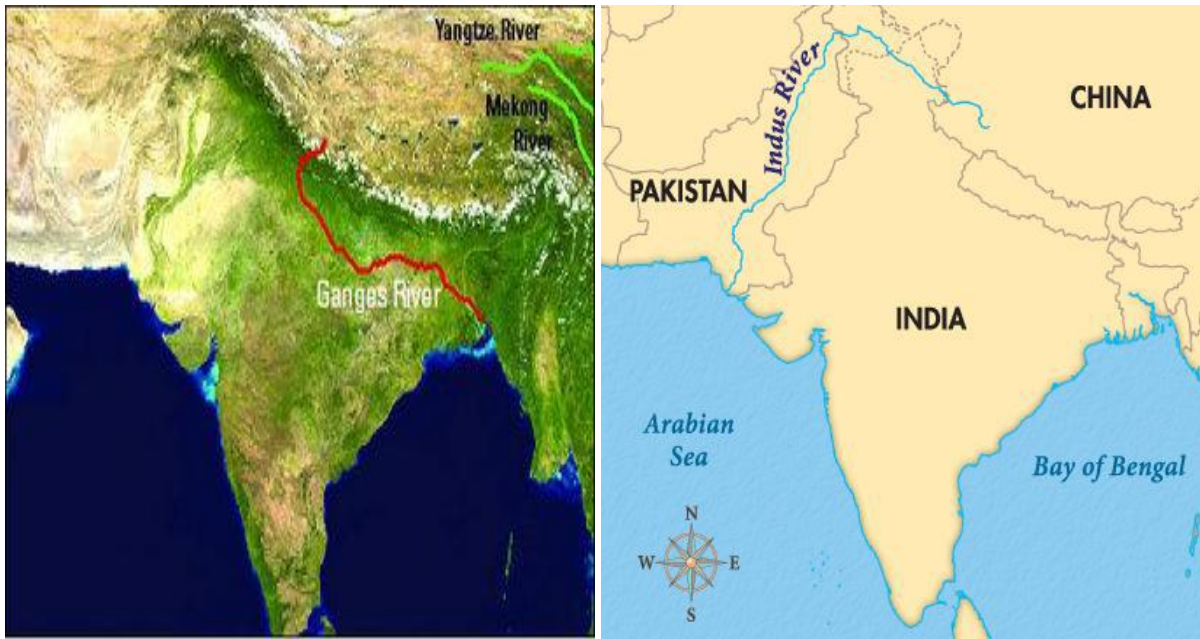 Yangtze River
Mekong
River
Ganges River
Indus River
CHINA
PAKISTAN
INDIA
Arabian
Sea
Bay of Bengal
N
W
E
S